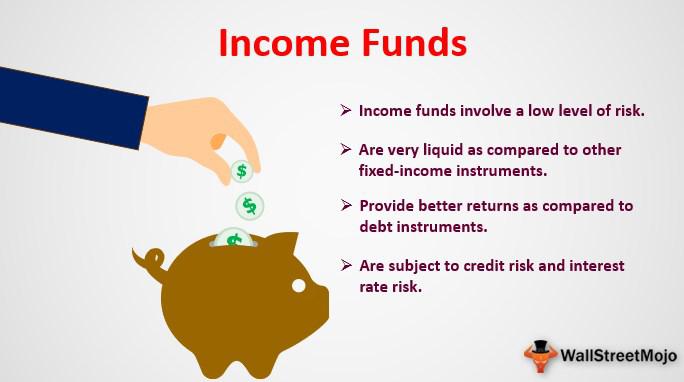 Income Funds
➢ Income funds involve a low level of risk.
➢ Are very liquid as compared to other
fixed-income instruments.
➢ Provide better returns as compared to
debt instruments.
➢ Are subject to credit risk and interest
rate risk.
$
$
$
WallStreetMojo